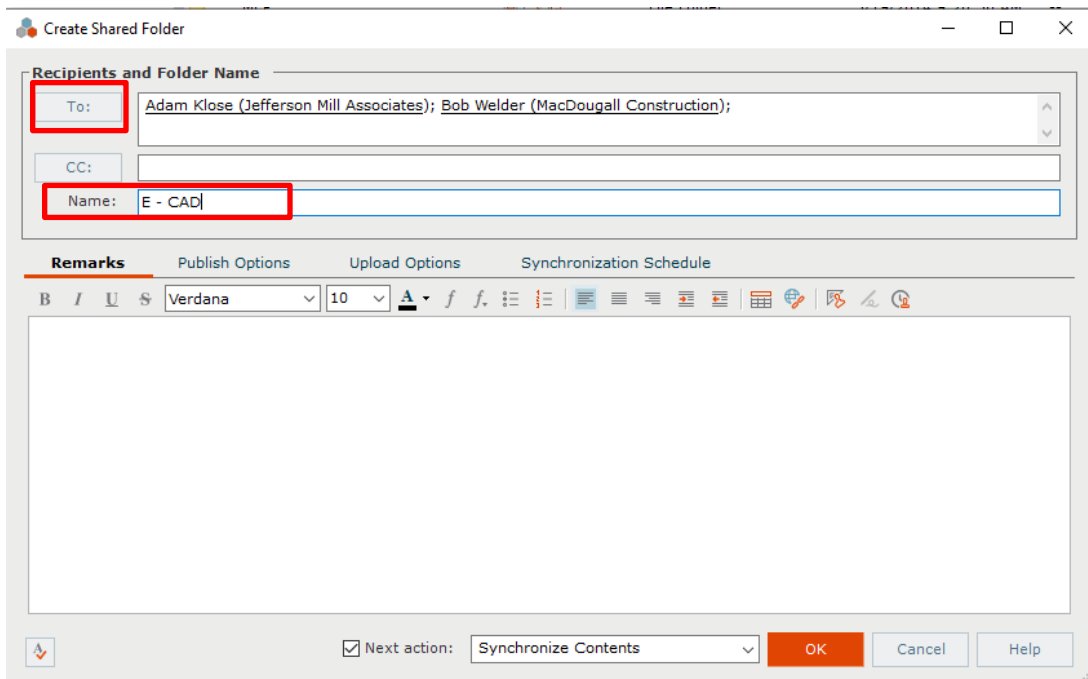 Create Shared Folder
Recipients and Folder Name
To: Adam Klose (Jefferson Mill Associates); Bob Welder (MacDougall Construction);
CC:
Name: E - CAD
Remarks Publish Options Upload Options Synchronization Schedule
B I U S Verdana 10 A f f.
Next action: Synchronize Contents OK Cancel Help